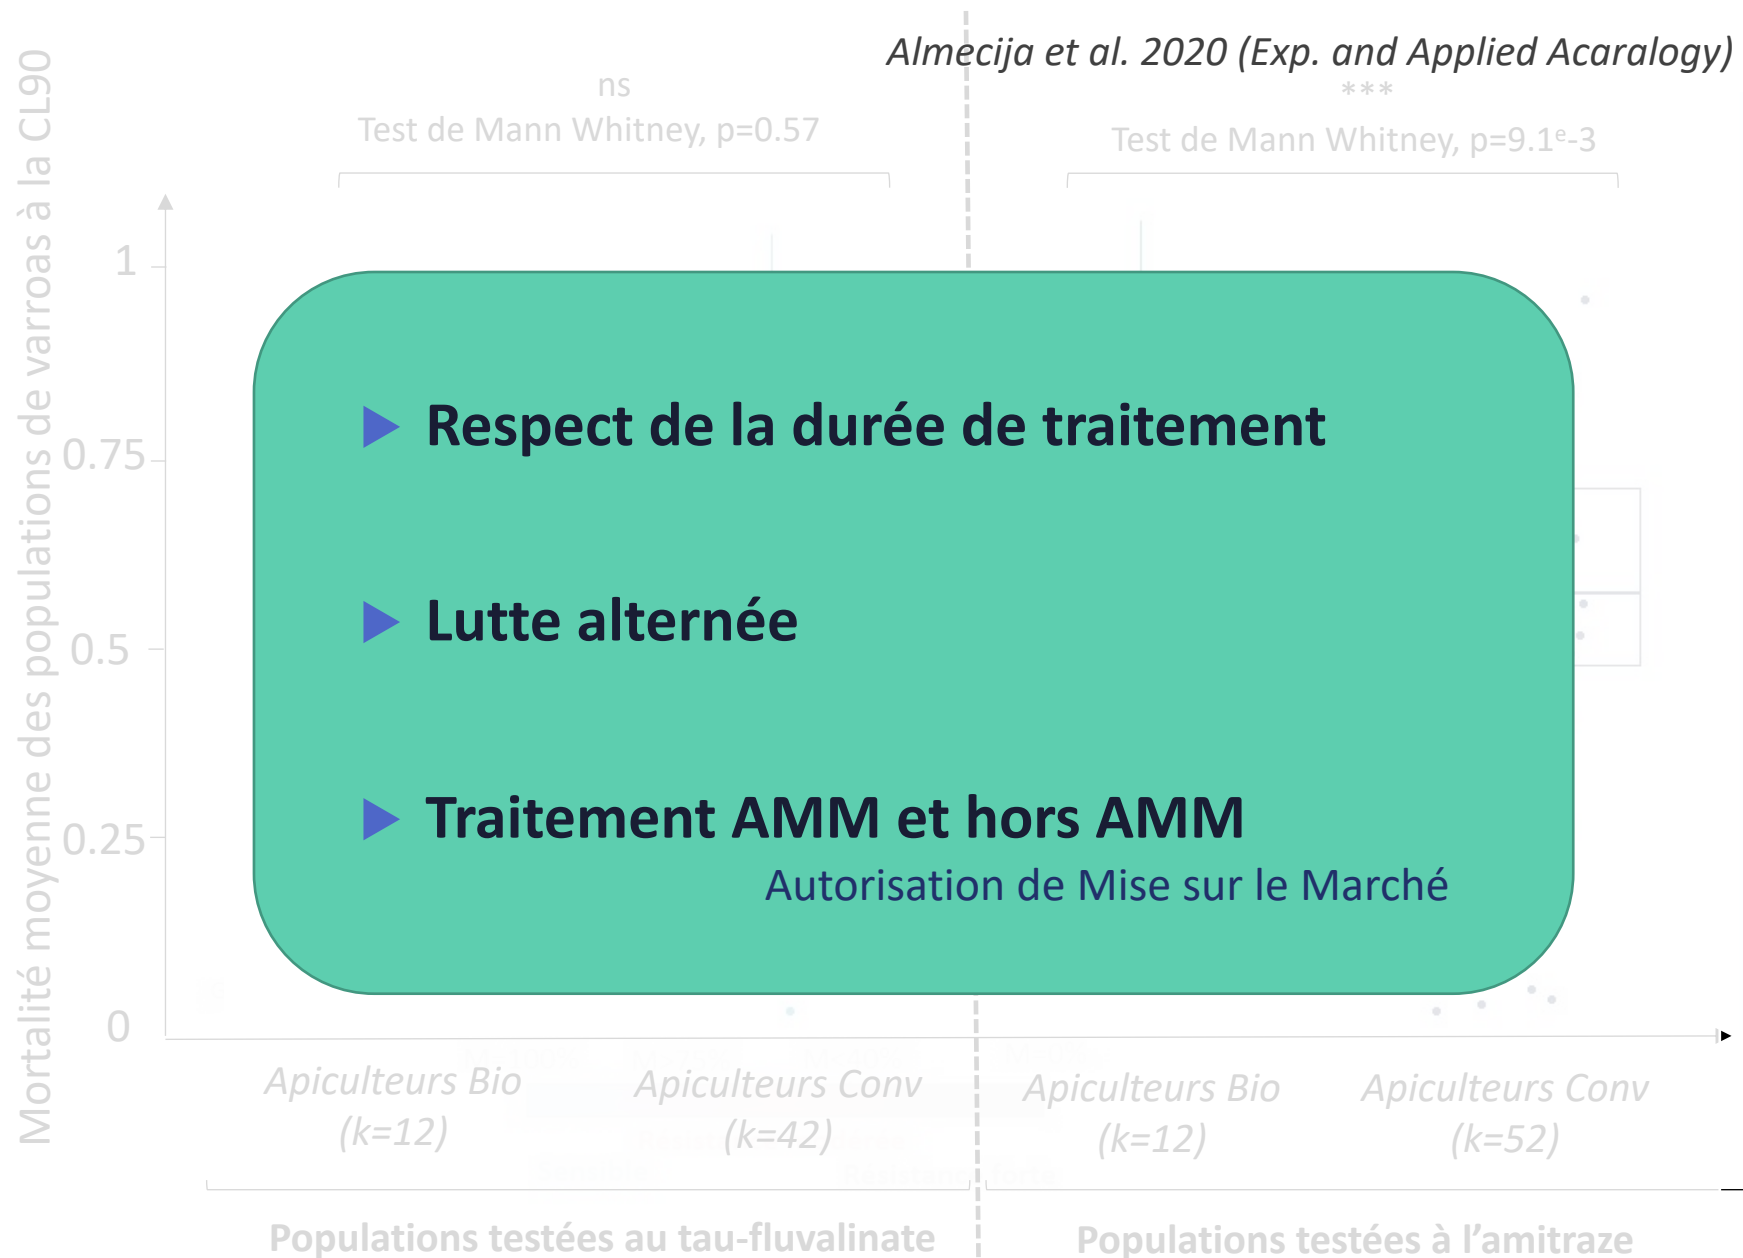 Almecija et al. 2020 (Exp. and Applied Acaralogy)
ns
Test de Mann Whitney, p=0.57
***
Test de Mann Whitney, p=9.1e-3
Mortalité moyenne des populations de varroas à la CL90
1
0.75
0.5
0.25
0
Respect de la durée de traitement
Lutte alternée
Traitement AMM et hors AMM
Autorisation de Mise sur le Marché
Apiculteurs Bio
(k=12)
Apiculteurs Conv
(k=42)
Apiculteurs Bio
(k=12)
Apiculteurs Conv
(k=52)
Populations testées au tau-fluvalinate
Populations testées à l'amitraze